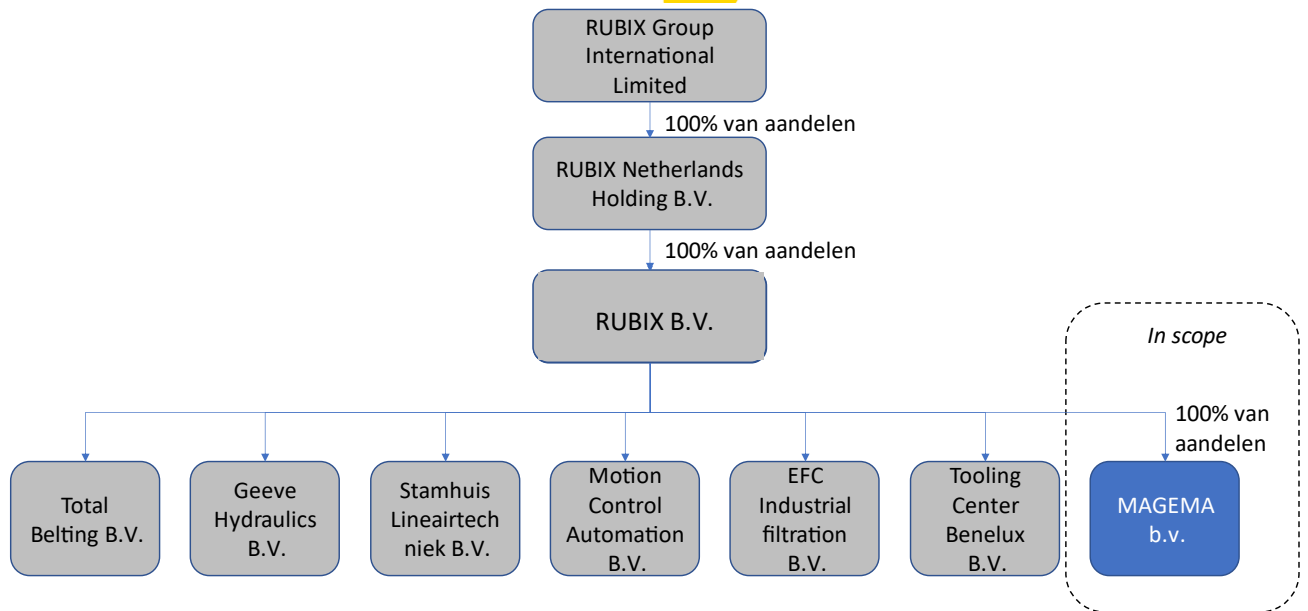 RUBIX Group
International
Limited
100% van aandelen
RUBIX Netherlands
Holding B.V.
100% van aandelen
RUBIX B.V.
In scope
100% van
aandelen
Total
Belting B.V.
Geeve
Hydraulics
B.V.
Stamhuis
Lineairtech
niek B.V.
Motion
Control
Automation
B.V.
EFC
Industrial
filtration
B.V.
Tooling
Center
Benelux
B.V.
MAGEMA
b.v.